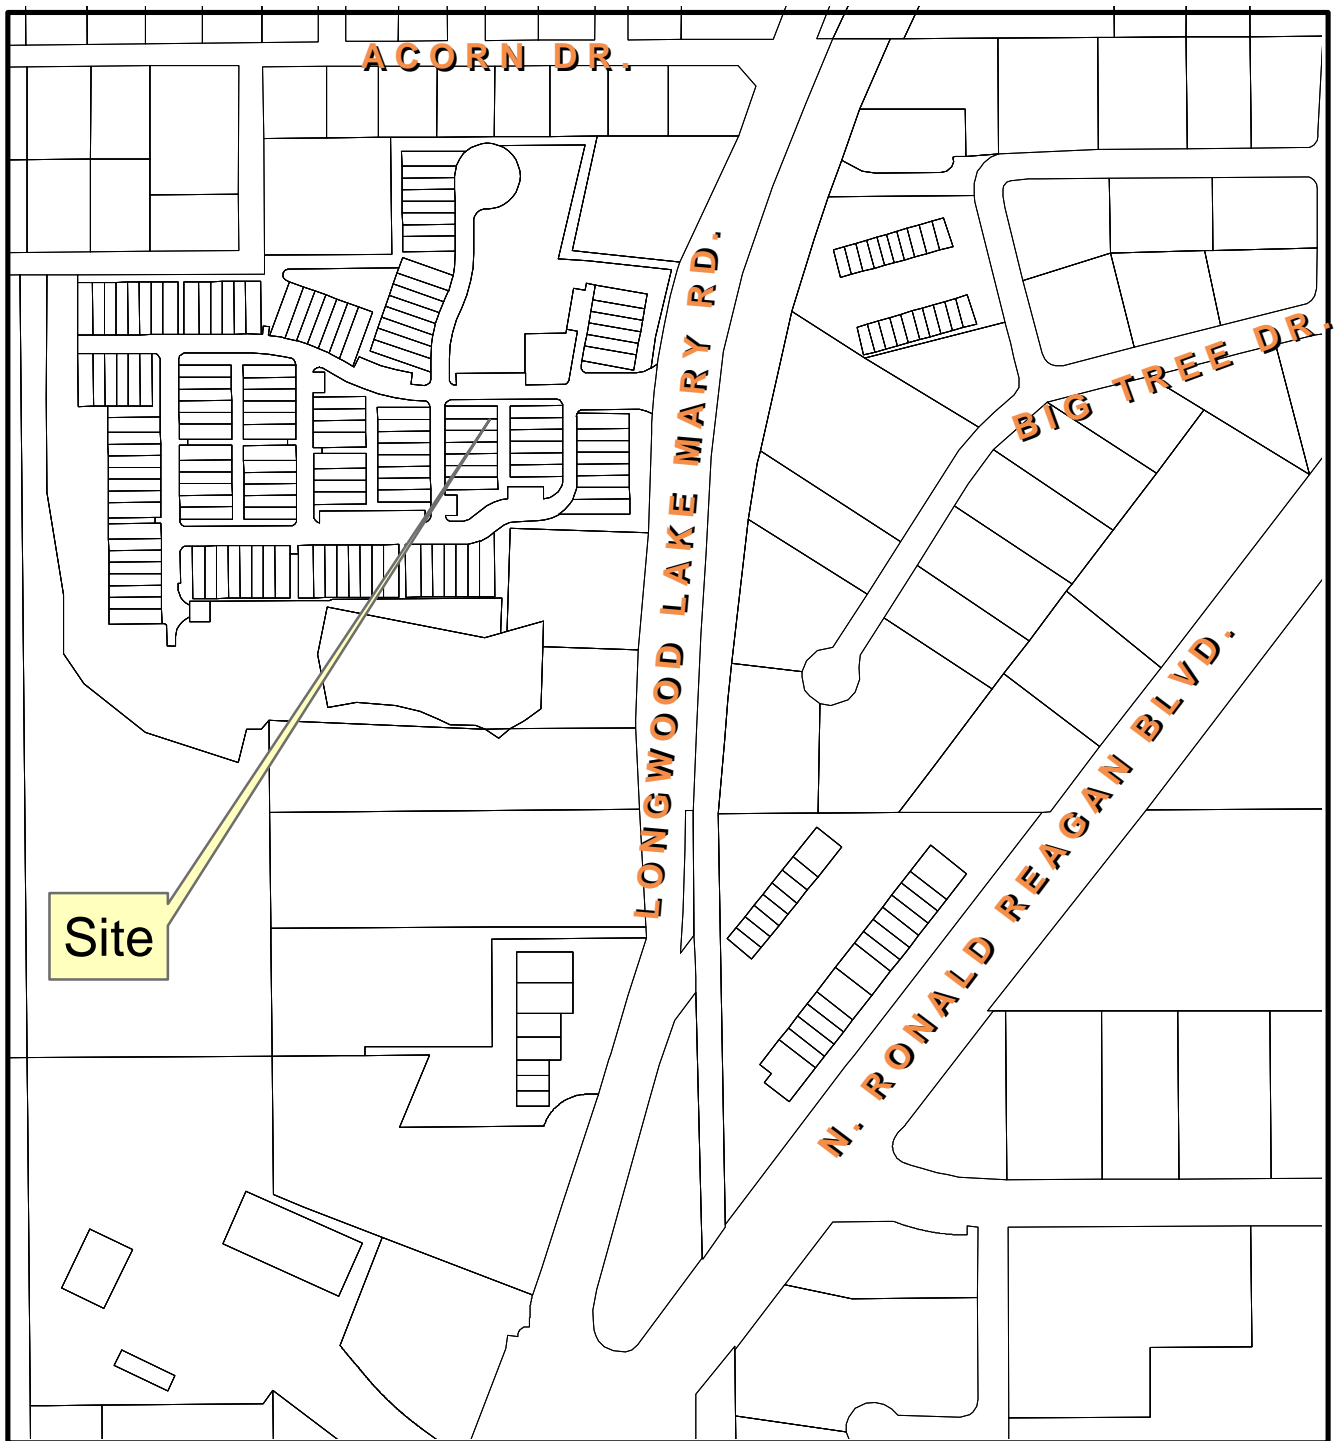 ACORN DR.
LONGWOOD LAKE MARY RD.
BIG TREE DR.
N. RONALD REAGAN BLVD.
Site